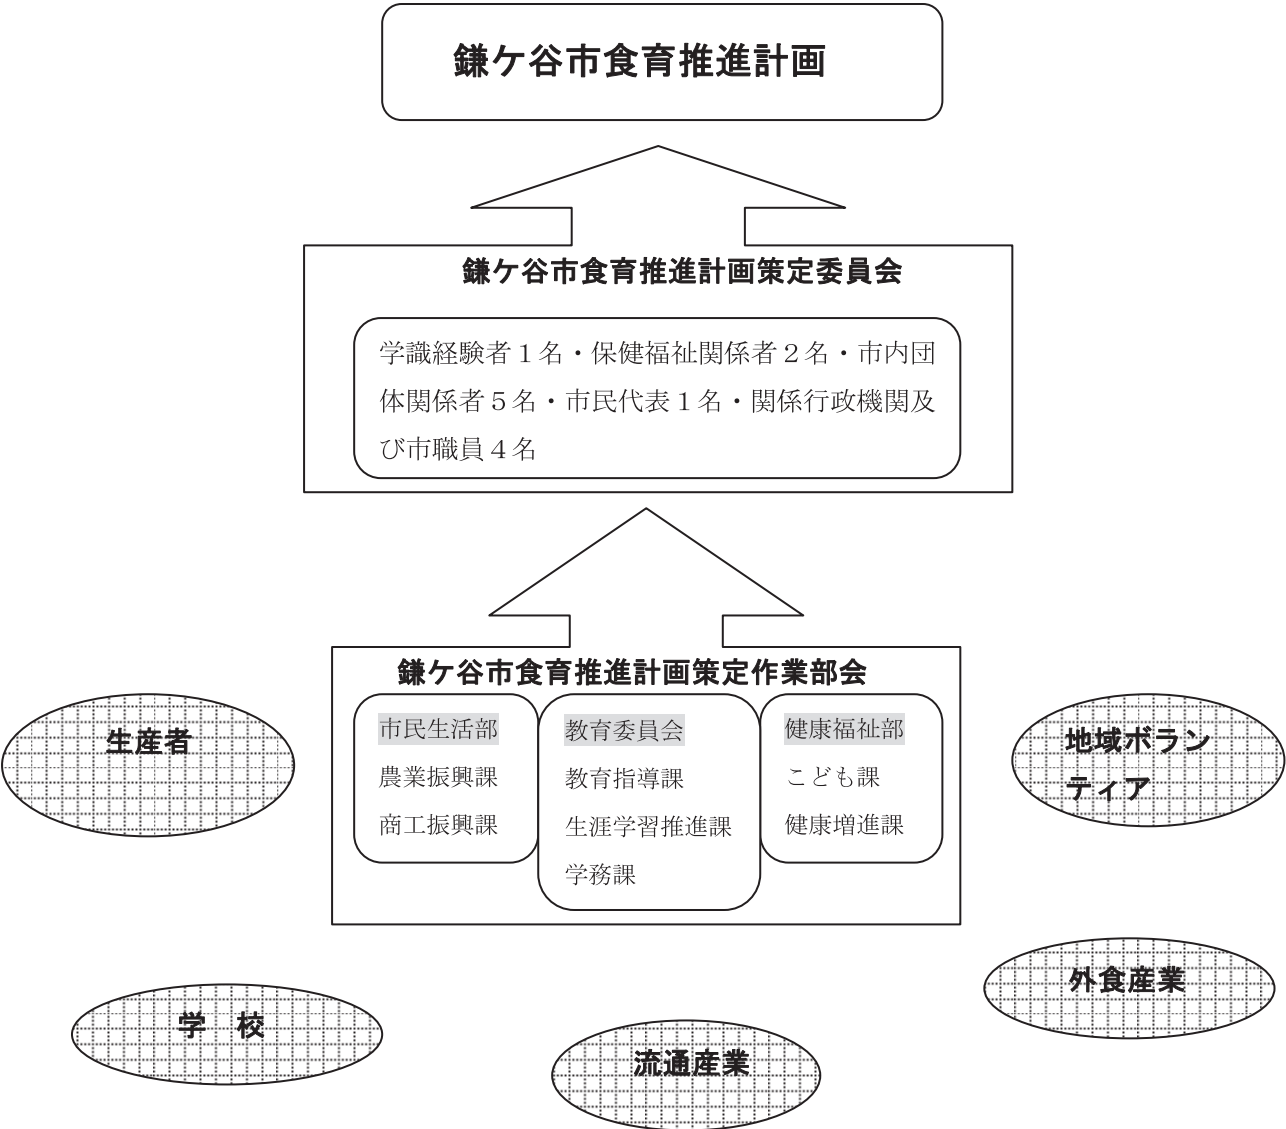 鎌ケ谷市食育推進計画
鎌ケ谷市食育推進計画策定委員会
学識経験者１名・保健福祉関係者２名・市内団
体関係者５名・市民代表１名・関係行政機関及
び市職員４名
鎌ケ谷市食育推進計画策定作業部会
市民生活部
農業振興課
商工振興課
教育委員会
教育指導課
生涯学習推進課
学務課
健康福祉部
こども課
健康増進課
生産者
地域ボラン
ティア
外食産業
学　校
流通産業